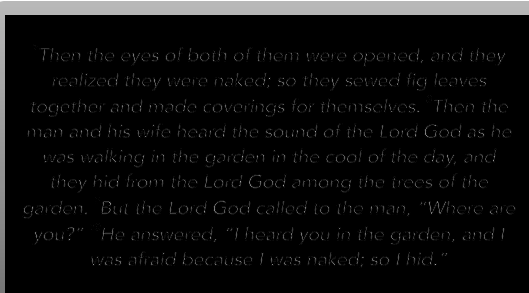 Then the eyes of both of them were opened, and they
realized they were naked; so they sewed fig leaves
together and made coverings for themselves. Then the
man and his wife heard the sound of the Lord God as he
was walking in the garden in the cool of the day, and
they hid from the Lord God among the trees of the
garden. But the Lord God called to the man, “Where are
you?” He answered, “I heard you in the garden, and I
was afraid because I was naked; so I hid.”